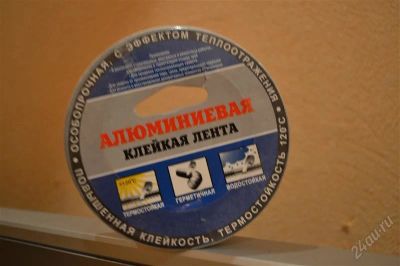 ОСОБОПРОЧНАЯ, С ЭФФЕКТОМ ТЕПЛООТРАЖЕНИЯ
АЛЮМИНИЕВАЯ
КЛЕЙКАЯ ЛЕНТА
ТЕРМОСТОЙКАЯ
ГЕРМЕТИЧНАЯ
ВОДОСТОЙКАЯ
ПОВЫШЕННАЯ КЛЕЙКОСТЬ, ТЕРМОСТОЙКОСТЬ 120°С
24au.ru